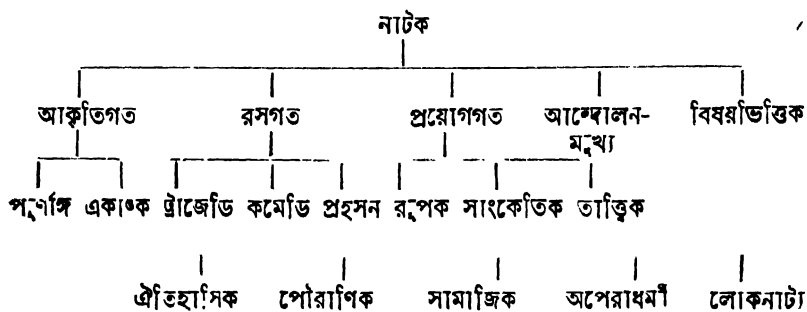 নাটক
আকৃতিগত রসগত প্রয়োগগত আন্দোলন- বিষয়ভিত্তিক
মুখ্য
পূর্ণাঙ্গ একাঙ্ক ট্রাজেডি কমেডি প্রহসন রূপক সাংকেতিক তাত্ত্বিক
ঐতিহাসিক পৌরাণিক সামাজিক অপেরাধর্মী লোকনাট্য